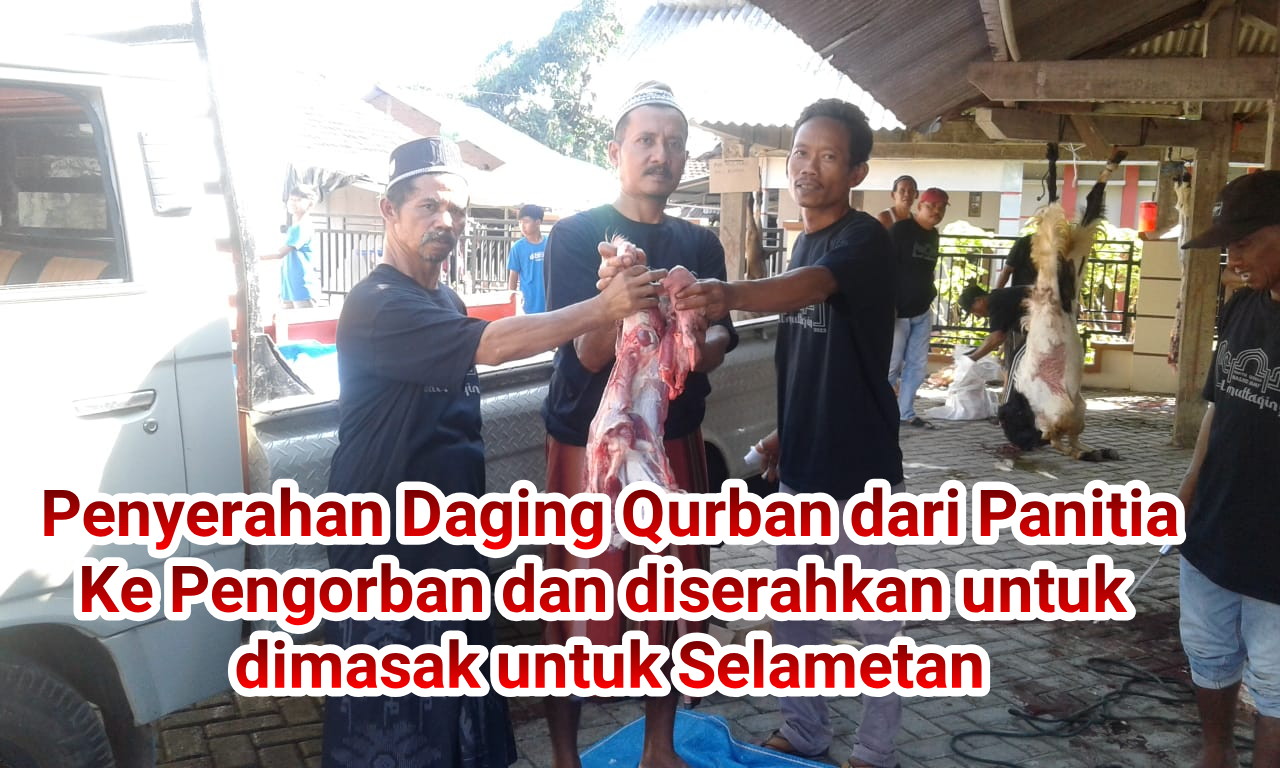 Penyerahan Daging Qurban dari Panitia
Ke Pengorban dan diserahkan untuk
dimasak untuk Selametan